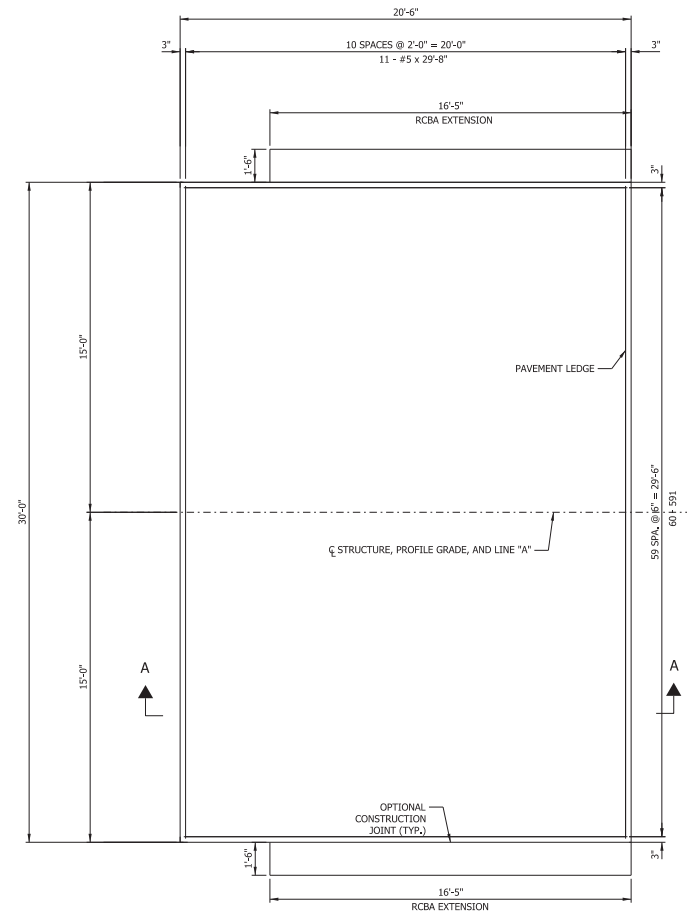 20'-6"
3"
10 SPACES @ 2'-0" = 20'-0"
3"
11 - #5 x 29'-8"
16'-5"
RCBA EXTENSION
1'-6"
3"
15'-0"
PAVEMENT LEDGE
30'-0"
59 SPA. @ 6" = 29'-6"
60 - 591
℄ STRUCTURE, PROFILE GRADE, AND LINE "A"
15'-0"
A
A
OPTIONAL
CONSTRUCTION
JOINT (TYP.)
1'-6"
3"
16'-5"
RCBA EXTENSION